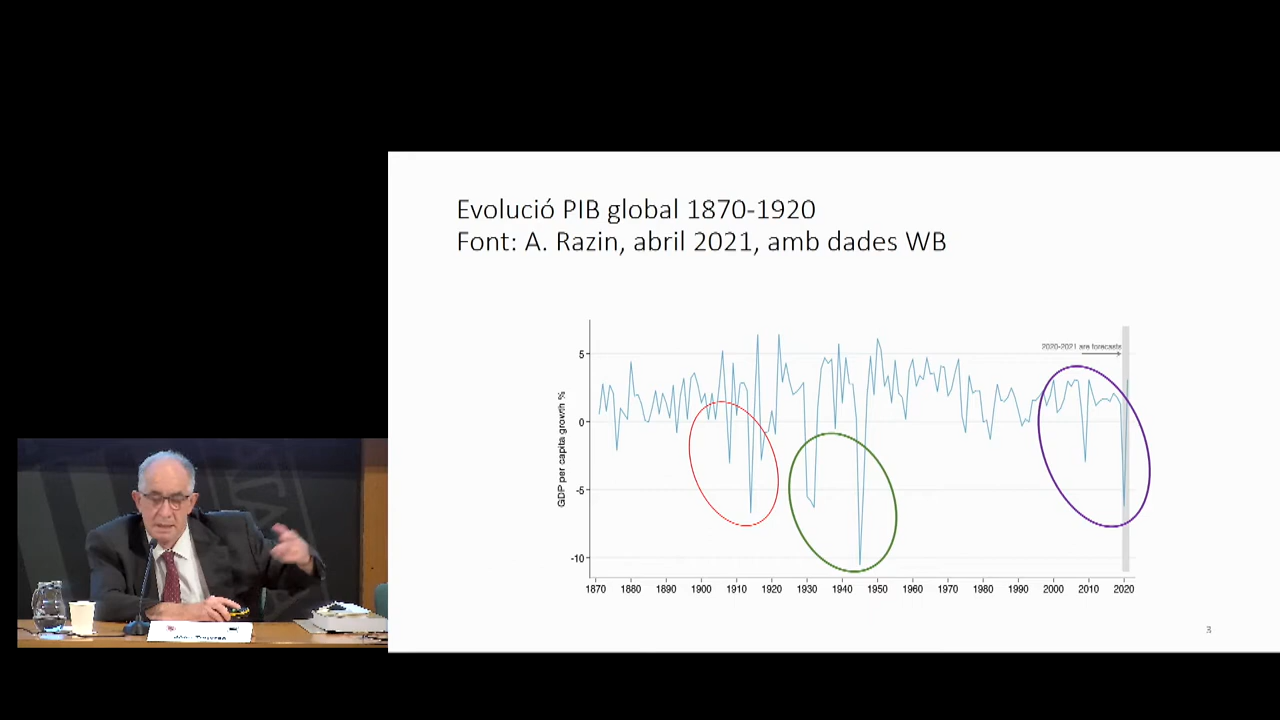 Evolució PIB global 1870-1920
Font: A. Razin, abril 2021, amb dades WB
2020-2021 are forecasts
GDP per capita growth %
5
0
-5
-10
1870 1880 1890 1900 1910 1920 1930 1940 1950 1960 1970 1980 1990 2000 2010 2020
3